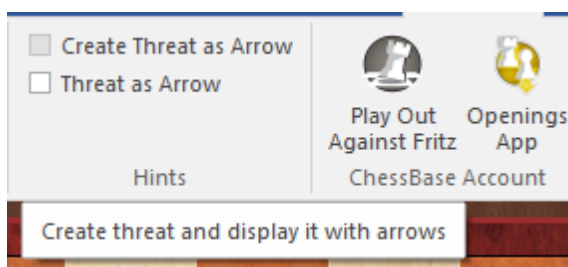 Create Threat as Arrow
Threat as Arrow
Hints
Play Out
Against Fritz
Openings
App
ChessBase Account
Create threat and display it with arrows